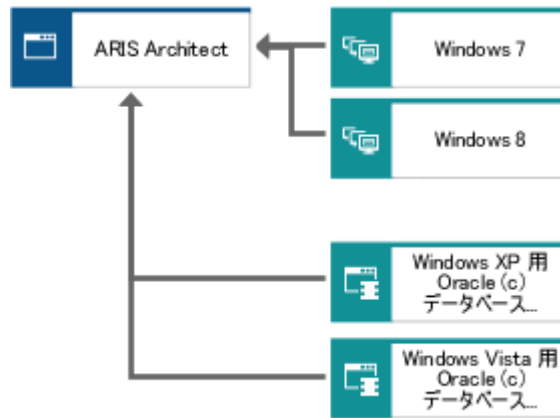 ARIS Architect
Windows 7
Windows 8
Windows XP 用
Oracle (c)
データベース...
Windows Vista 用
Oracle (c)
データベース...